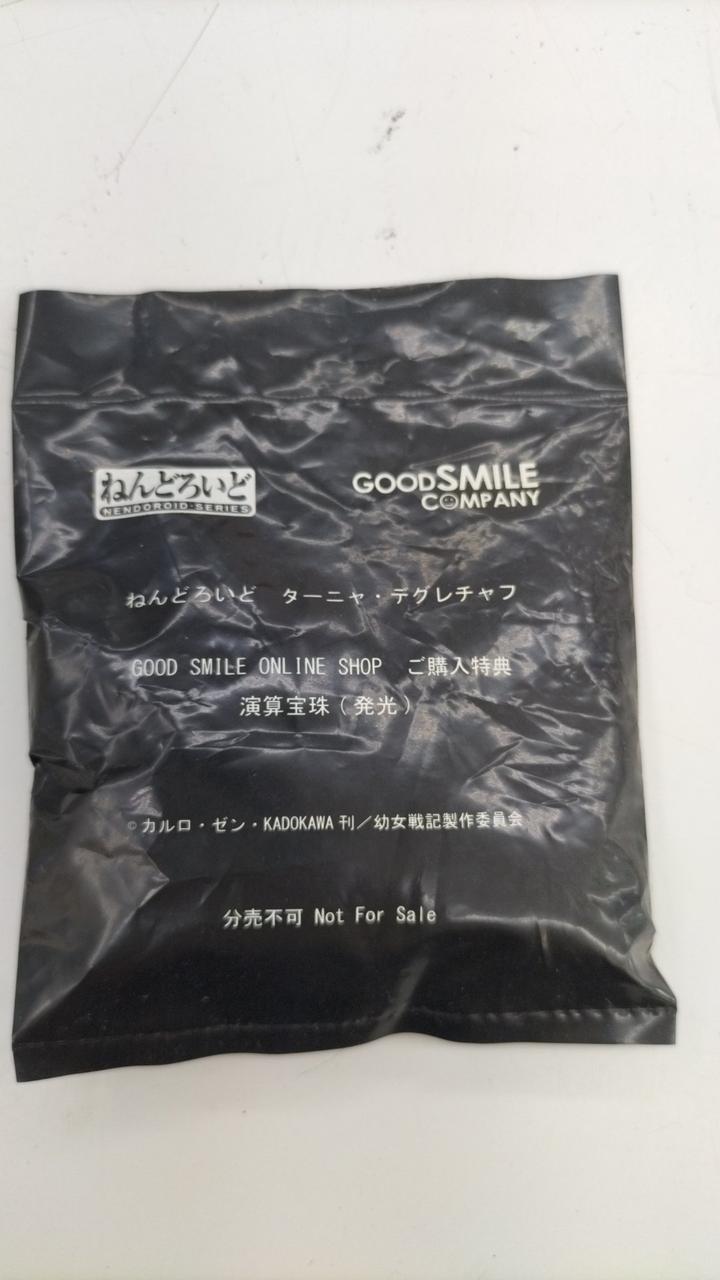 ねんどろいど
NENDOROID・SERIES
GOODSMILE
COMPANY
ねんどろいど　ターニャ・デグレチャフ
GOOD SMILE ONLINE SHOP　ご購入特典
演算宝珠（発光）
©カルロ・ゼン・KADOKAWA刊／幼女戦記製作委員会
分売不可 Not For Sale